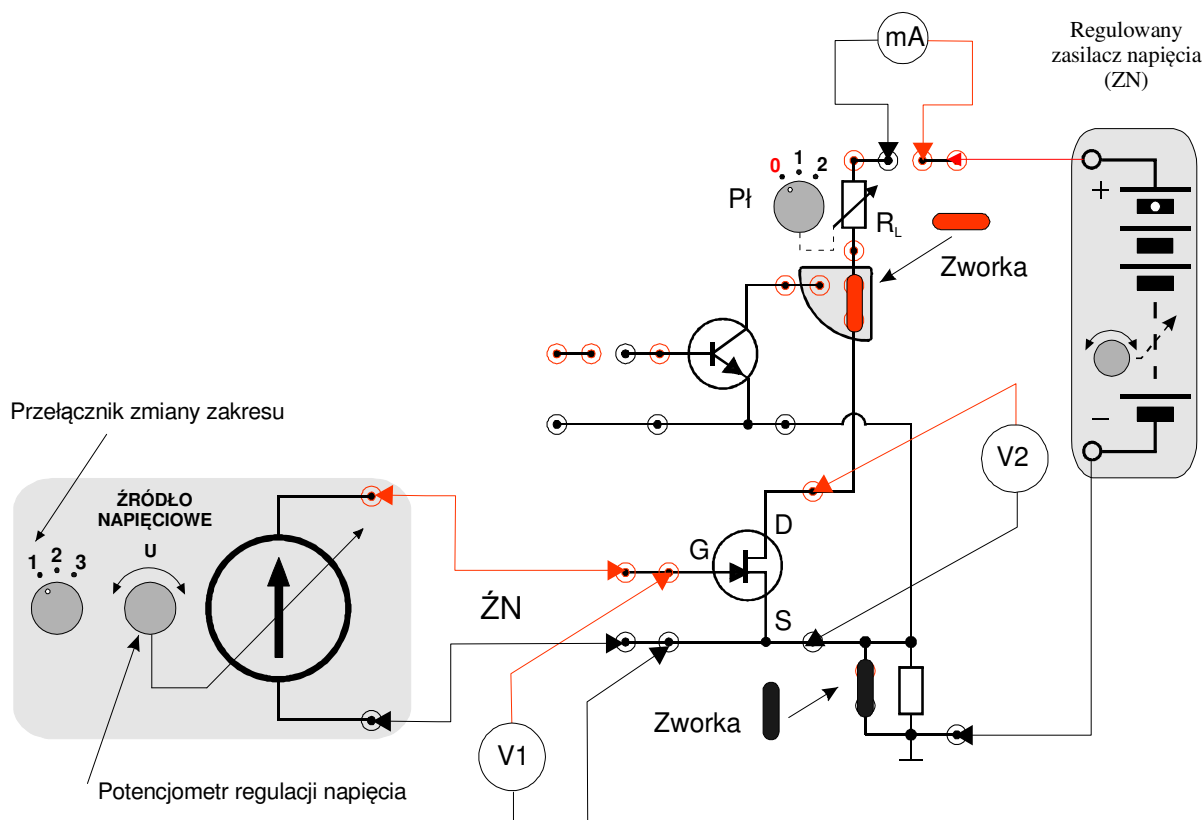 mA
Regulowany
zasilacz napięcia
(ZN)
0 1 2
Pł
R_L
Zworka
+
–
Przełącznik zmiany zakresu
V2
ŹRÓDŁO
NAPIĘCIOWE
U
1 2 3
D
G
ŹN
S
Zworka
V1
Potencjometr regulacji napięcia